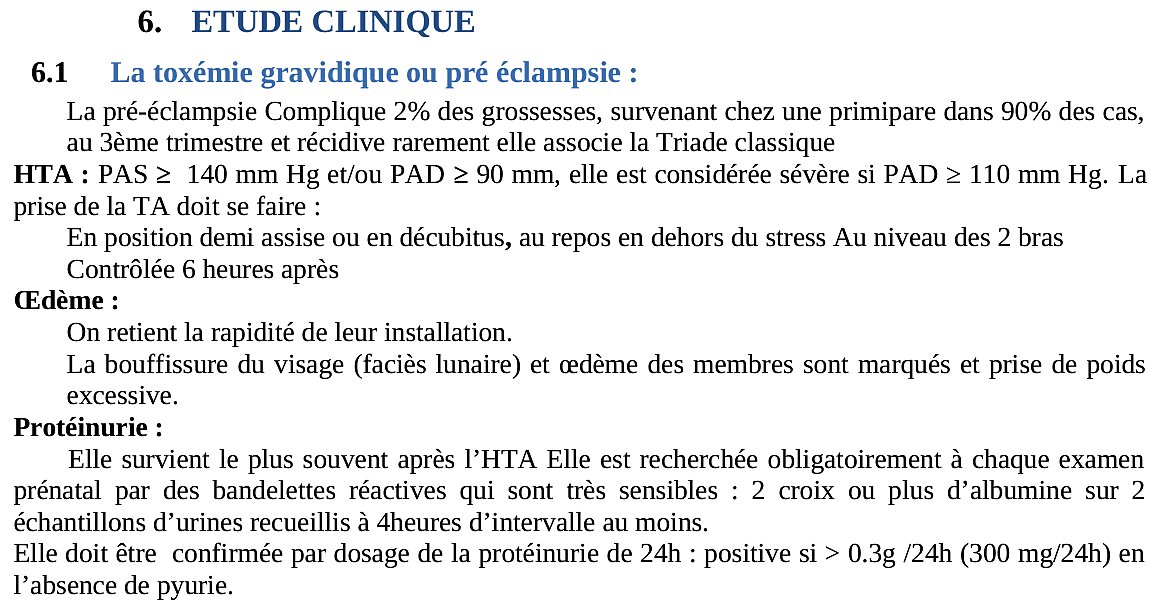 6. ETUDE CLINIQUE
6.1 La toxémie gravidique ou pré éclampsie :
La pré-éclampsie Complique 2% des grossesses, survenant chez une primipare dans 90% des cas,
au 3ème trimestre et récidive rarement elle associe la Triade classique
HTA : PAS ≥ 140 mm Hg et/ou PAD ≥ 90 mm, elle est considérée sévère si PAD ≥ 110 mm Hg. La
prise de la TA doit se faire :
En position demi assise ou en décubitus, au repos en dehors du stress Au niveau des 2 bras
Contrôlée 6 heures après
Œdème :
On retient la rapidité de leur installation.
La bouffissure du visage (faciès lunaire) et œdème des membres sont marqués et prise de poids
excessive.
Protéinurie :
Elle survient le plus souvent après l’HTA Elle est recherchée obligatoirement à chaque examen
prénatal par des bandelettes réactives qui sont très sensibles : 2 croix ou plus d’albumine sur 2
échantillons d’urines recueillis à 4heures d’intervalle au moins.
Elle doit être confirmée par dosage de la protéinurie de 24h : positive si > 0.3g /24h (300 mg/24h) en
l’absence de pyurie.